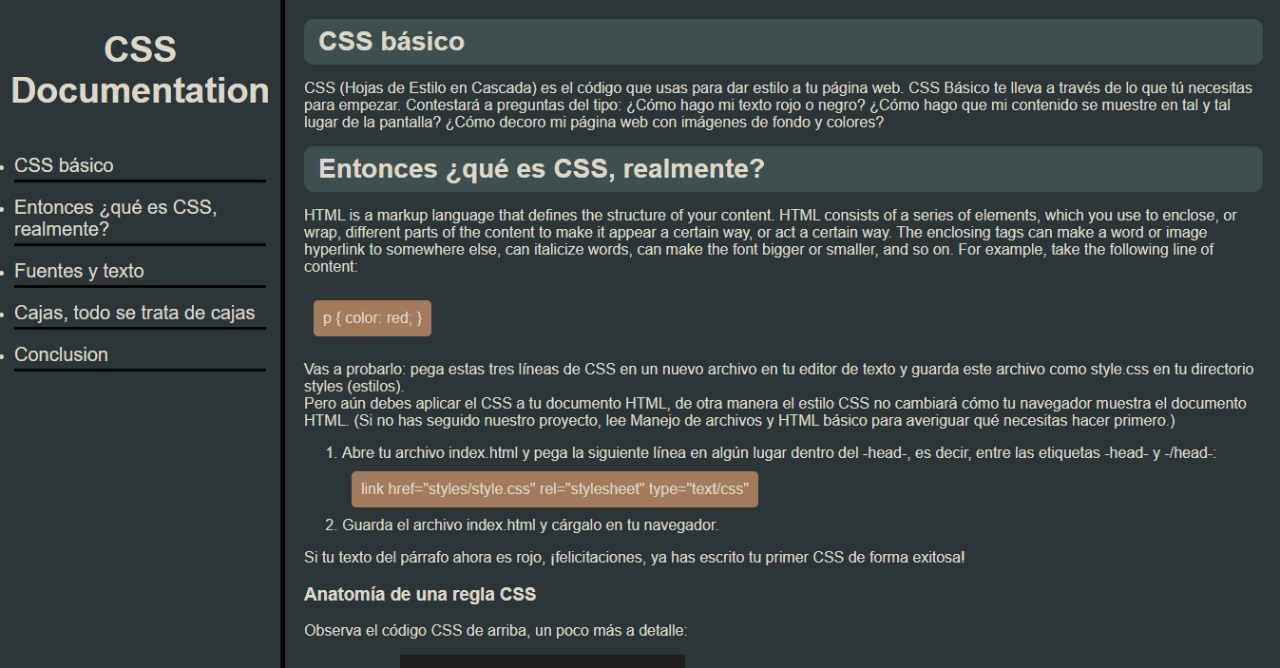 CSS
Documentation
CSS básico
Entonces ¿qué es CSS,
realmente?
Fuentes y texto
Cajas, todo se trata de cajas
Conclusion
CSS básico
CSS (Hojas de Estilo en Cascada) es el código que usas para dar estilo a tu página web. CSS Básico te lleva a través de lo que tú necesitas
para empezar. Contestará a preguntas del tipo: ¿Cómo hago mi texto rojo o negro? ¿Cómo hago que mi contenido se muestre en tal y tal
lugar de la pantalla? ¿Cómo decoro mi página web con imágenes de fondo y colores?
Entonces ¿qué es CSS, realmente?
HTML is a markup language that defines the structure of your content. HTML consists of a series of elements, which you use to enclose, or
wrap, different parts of the content to make it appear a certain way, or act a certain way. The enclosing tags can make a word or image
hyperlink to somewhere else, can italicize words, can make the font bigger or smaller, and so on. For example, take the following line of
content:
p { color: red; }
Vas a probarlo: pega estas tres líneas de CSS en un nuevo archivo en tu editor de texto y guarda este archivo como style.css en tu directorio
styles (estilos).
Pero aún debes aplicar el CSS a tu documento HTML, de otra manera el estilo CSS no cambiará cómo tu navegador muestra el documento
HTML. (Si no has seguido nuestro proyecto, lee Manejo de archivos y HTML básico para averiguar qué necesitas hacer primero.)
1. Abre tu archivo index.html y pega la siguiente línea en algún lugar dentro del -head-, es decir, entre las etiquetas -head- y -/head-:
link href="styles/style.css" rel="stylesheet" type="text/css"
2. Guarda el archivo index.html y cárgalo en tu navegador.
Si tu texto del párrafo ahora es rojo, ¡felicitaciones, ya has escrito tu primer CSS de forma exitosa!
Anatomía de una regla CSS
Observa el código CSS de arriba, un poco más a detalle: